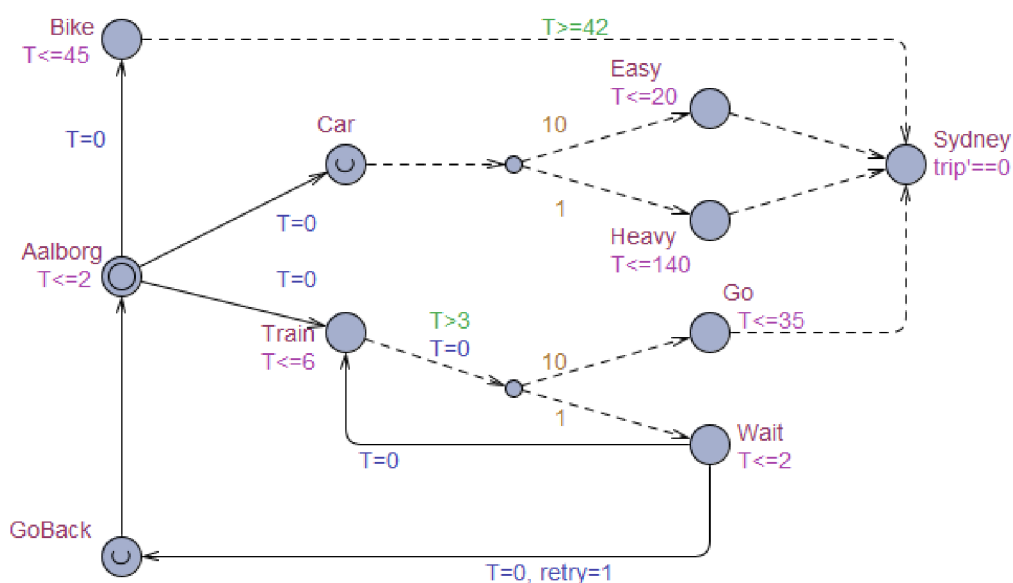 Bike
T<=45
T>=42
Easy
T<=20
T=0
Car
10
Sydney
trip'==0
1
T=0
Heavy
T<=140
Aalborg
T<=2
T=0
Go
T<=35
Train
T<=6
T>3
T=0
10
1
Wait
T<=2
T=0
GoBack
T=0, retry=1